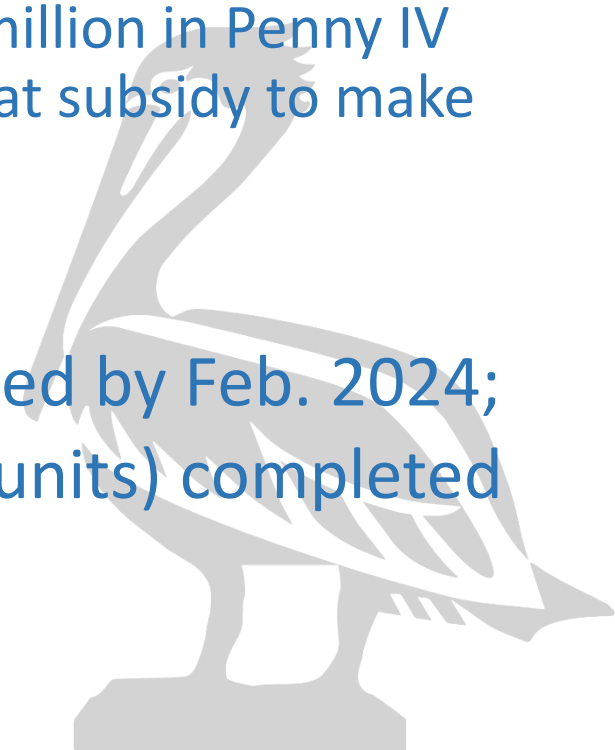 million in Penny IV
at subsidy to make
ed by Feb. 2024;
units) completed